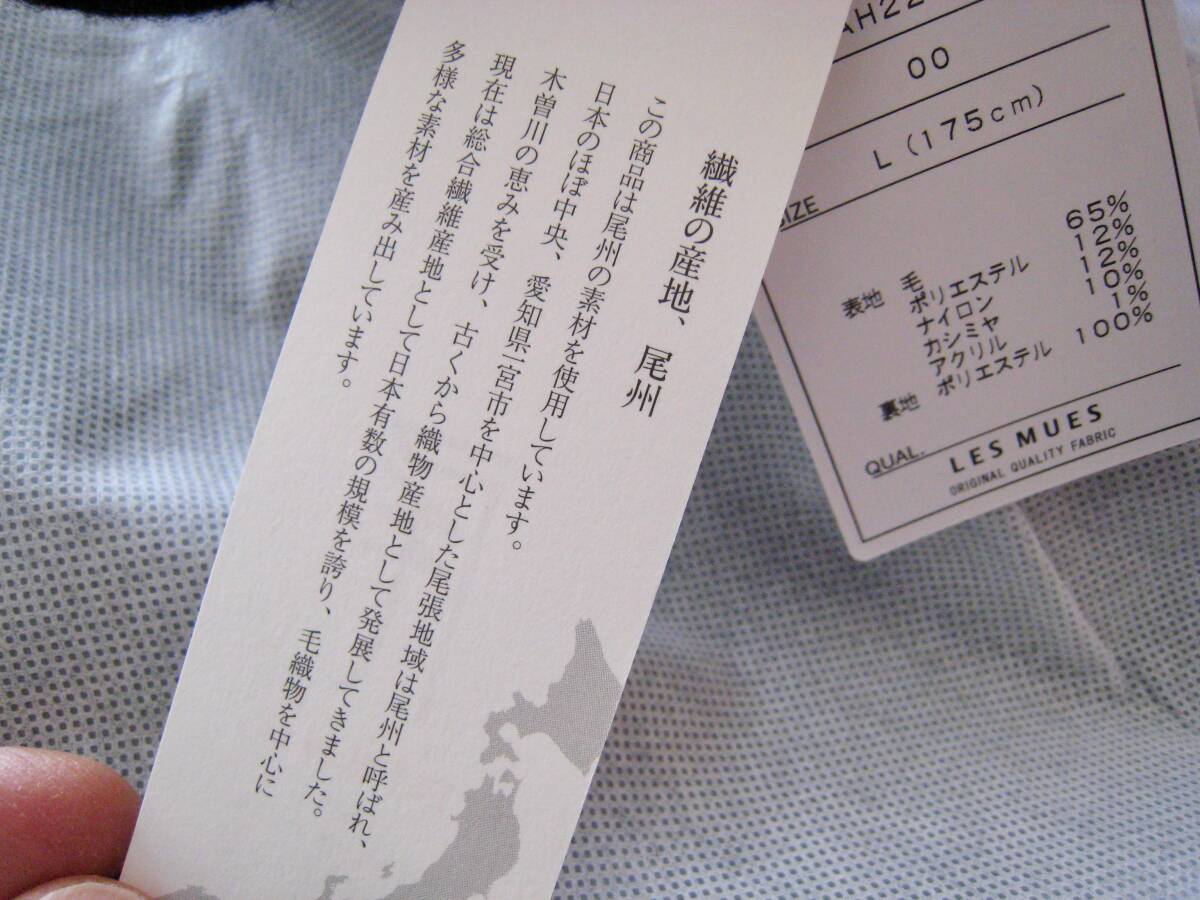 繊維の産地、尾州
この商品は尾州の素材を使用しています。
日本のほぼ中央、愛知県一宮市を中心とした尾張地域は尾州と呼ばれ、
木曽川の恵みを受け、古くから織物産地として発展してきました。
現在は総合繊維産地として日本有数の規模を誇り、毛織物を中心に
多様な素材を産み出しています。
AH22
00
L(175cm)
SIZE
表地 毛 65%
ポリエステル 12%
ナイロン 12%
カシミヤ 10%
アクリル 1%
裏地 ポリエステル 100%
QUAL.
LES MUES
ORIGINAL QUALITY FABRIC